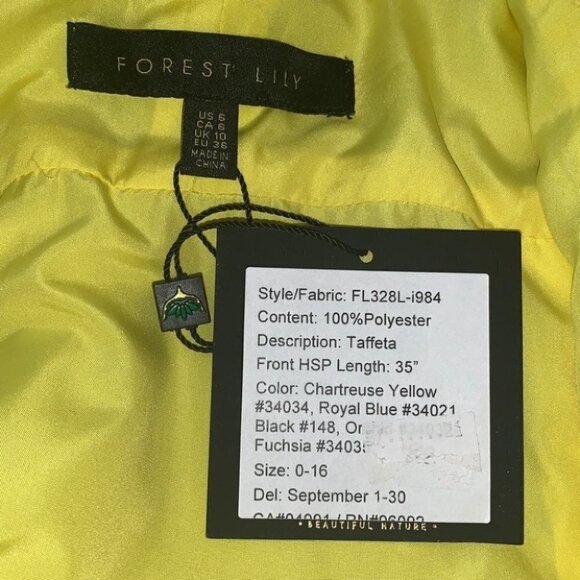 FOREST LILY
US 6
CA 6
UK 10
EU 36
MADE IN
CHINA
Style/Fabric: FL328L-i984
Content: 100%Polyester
Description: Taffeta
Front HSP Length: 35"
Color: Chartreuse Yellow
#34034, Royal Blue #34021
Black #148,
Fuchsia
Size: 0-16
Del: September 1-30
• BEAUTIFUL NATURE •